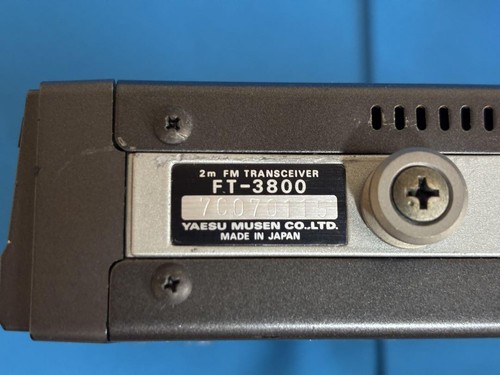 2m FM TRANSCEIVER
FT-3800
YAESU MUSEN CO.,LTD.
MADE IN JAPAN